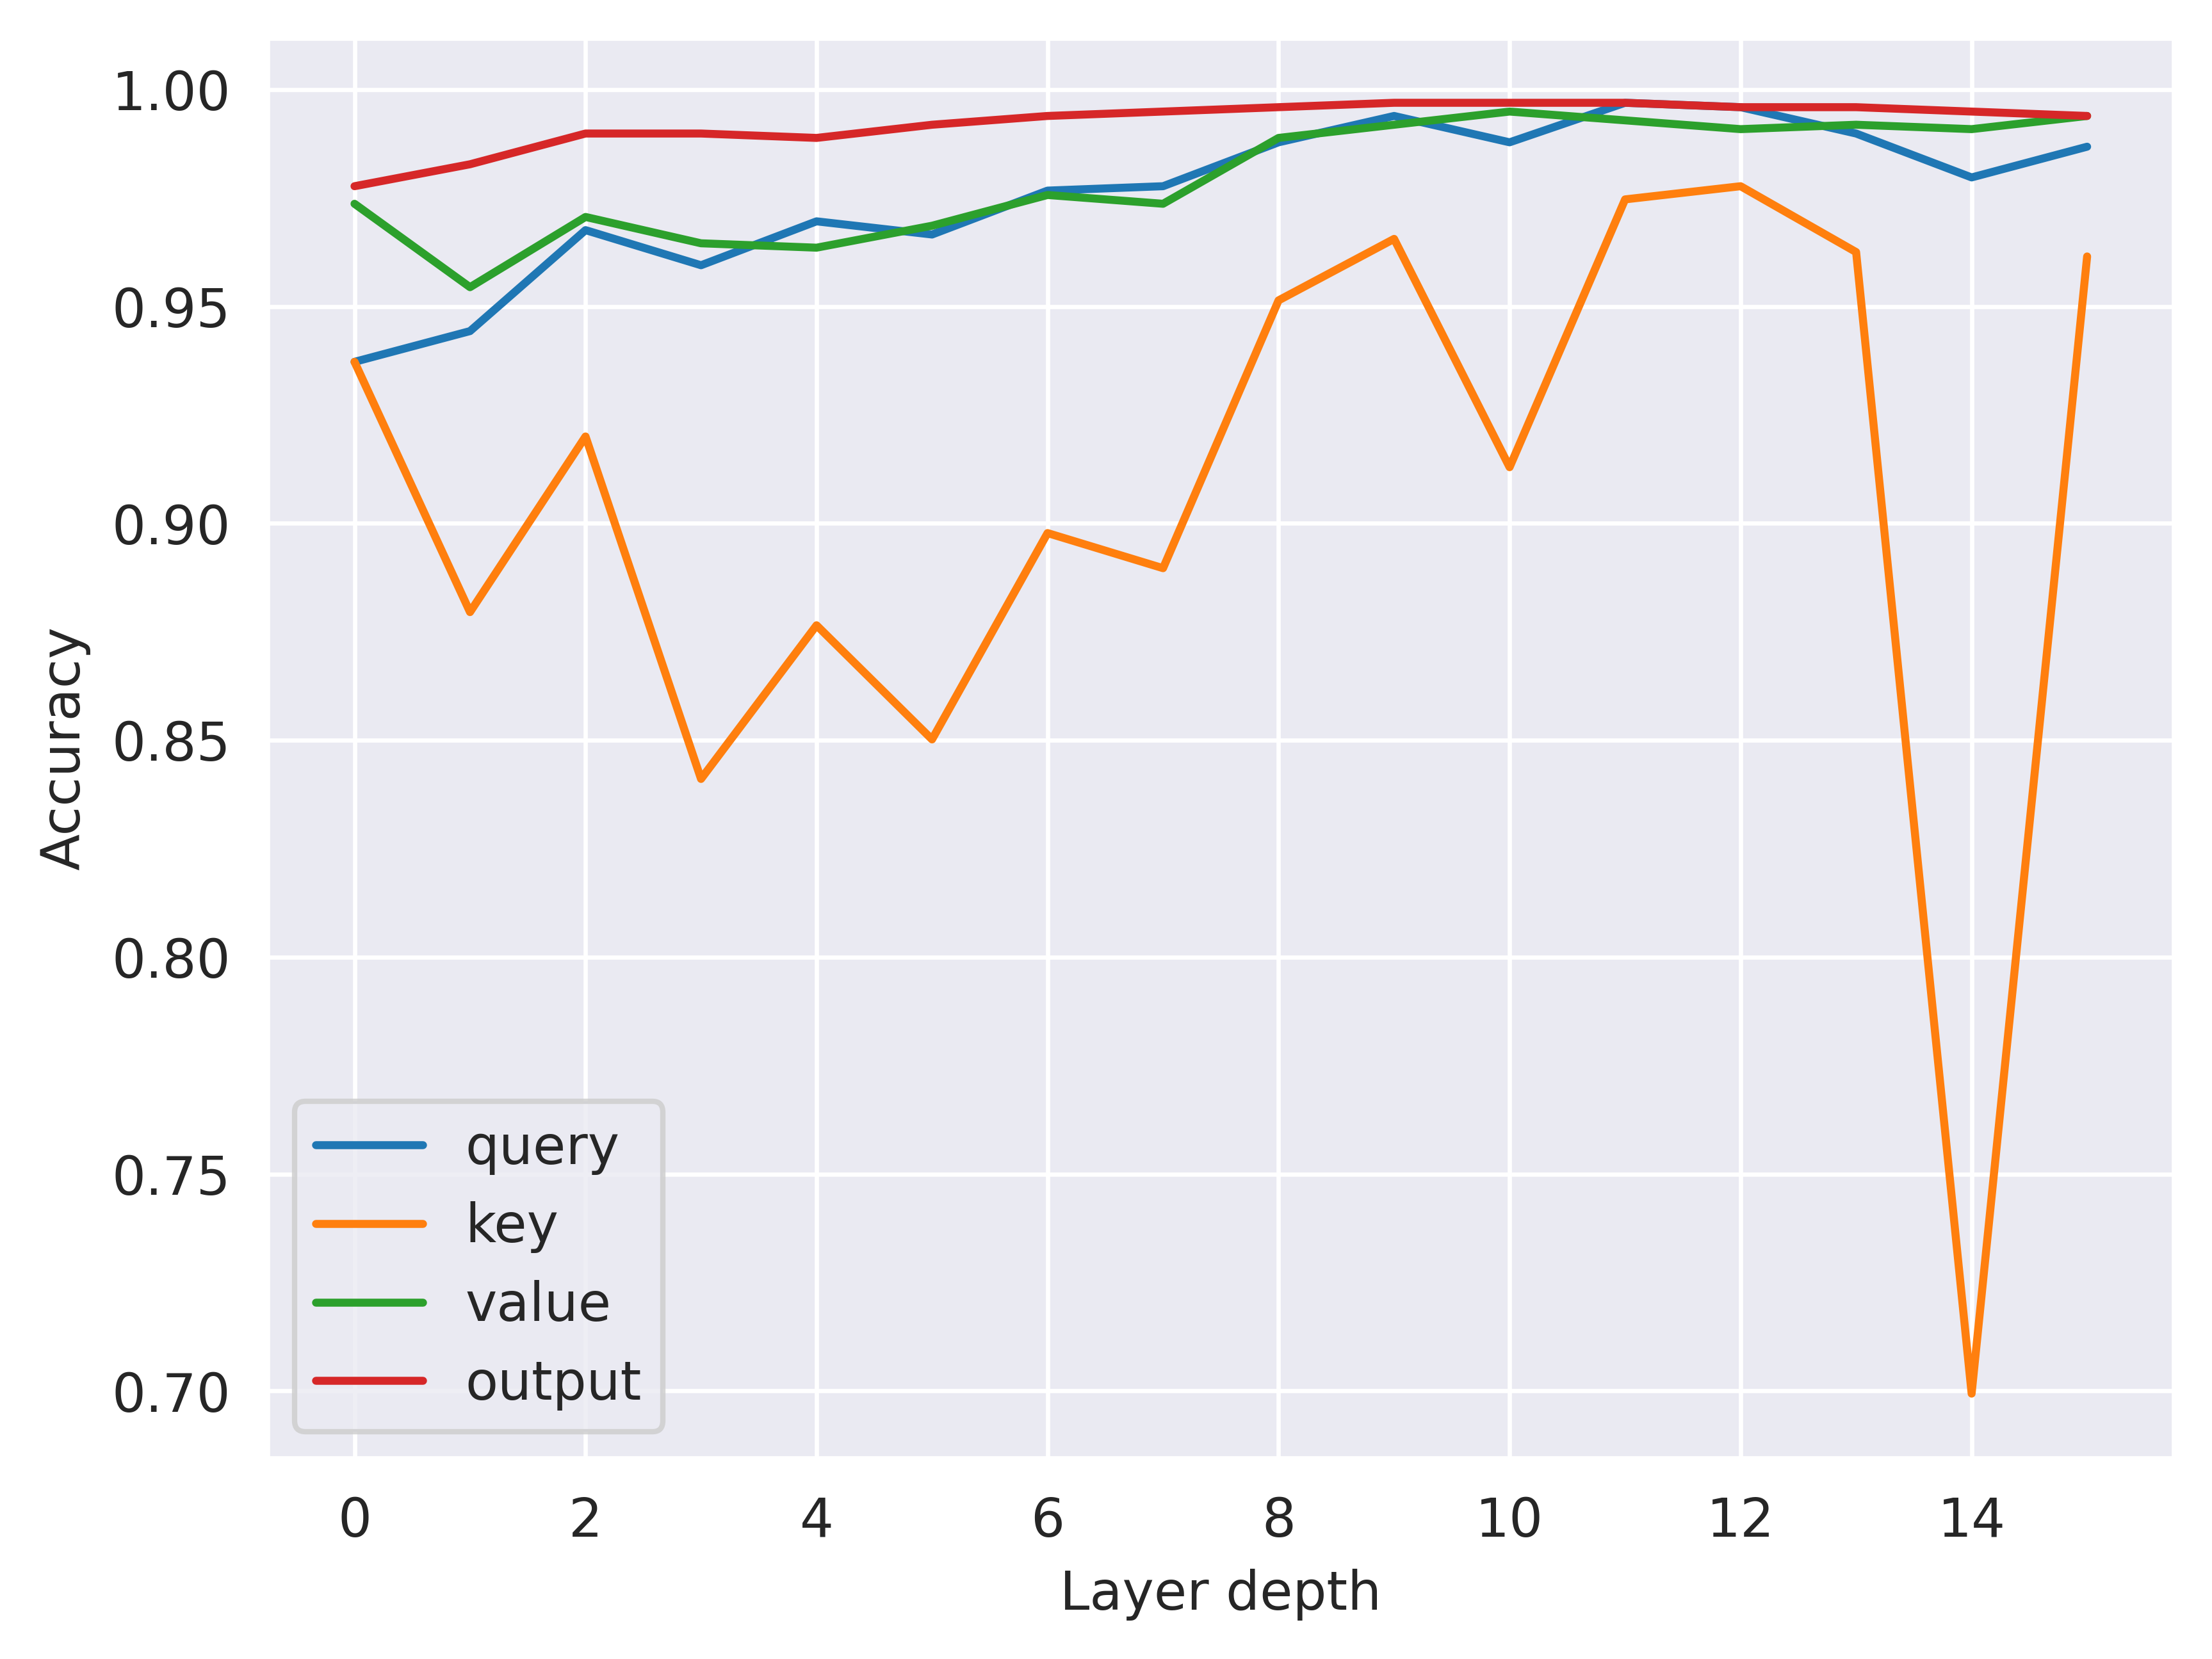 1.00
0.95
0.90
0.85
0.80
0.75
0.70
Accuracy
query
key
value
output
0 2 4 6 8 10 12 14
Layer depth